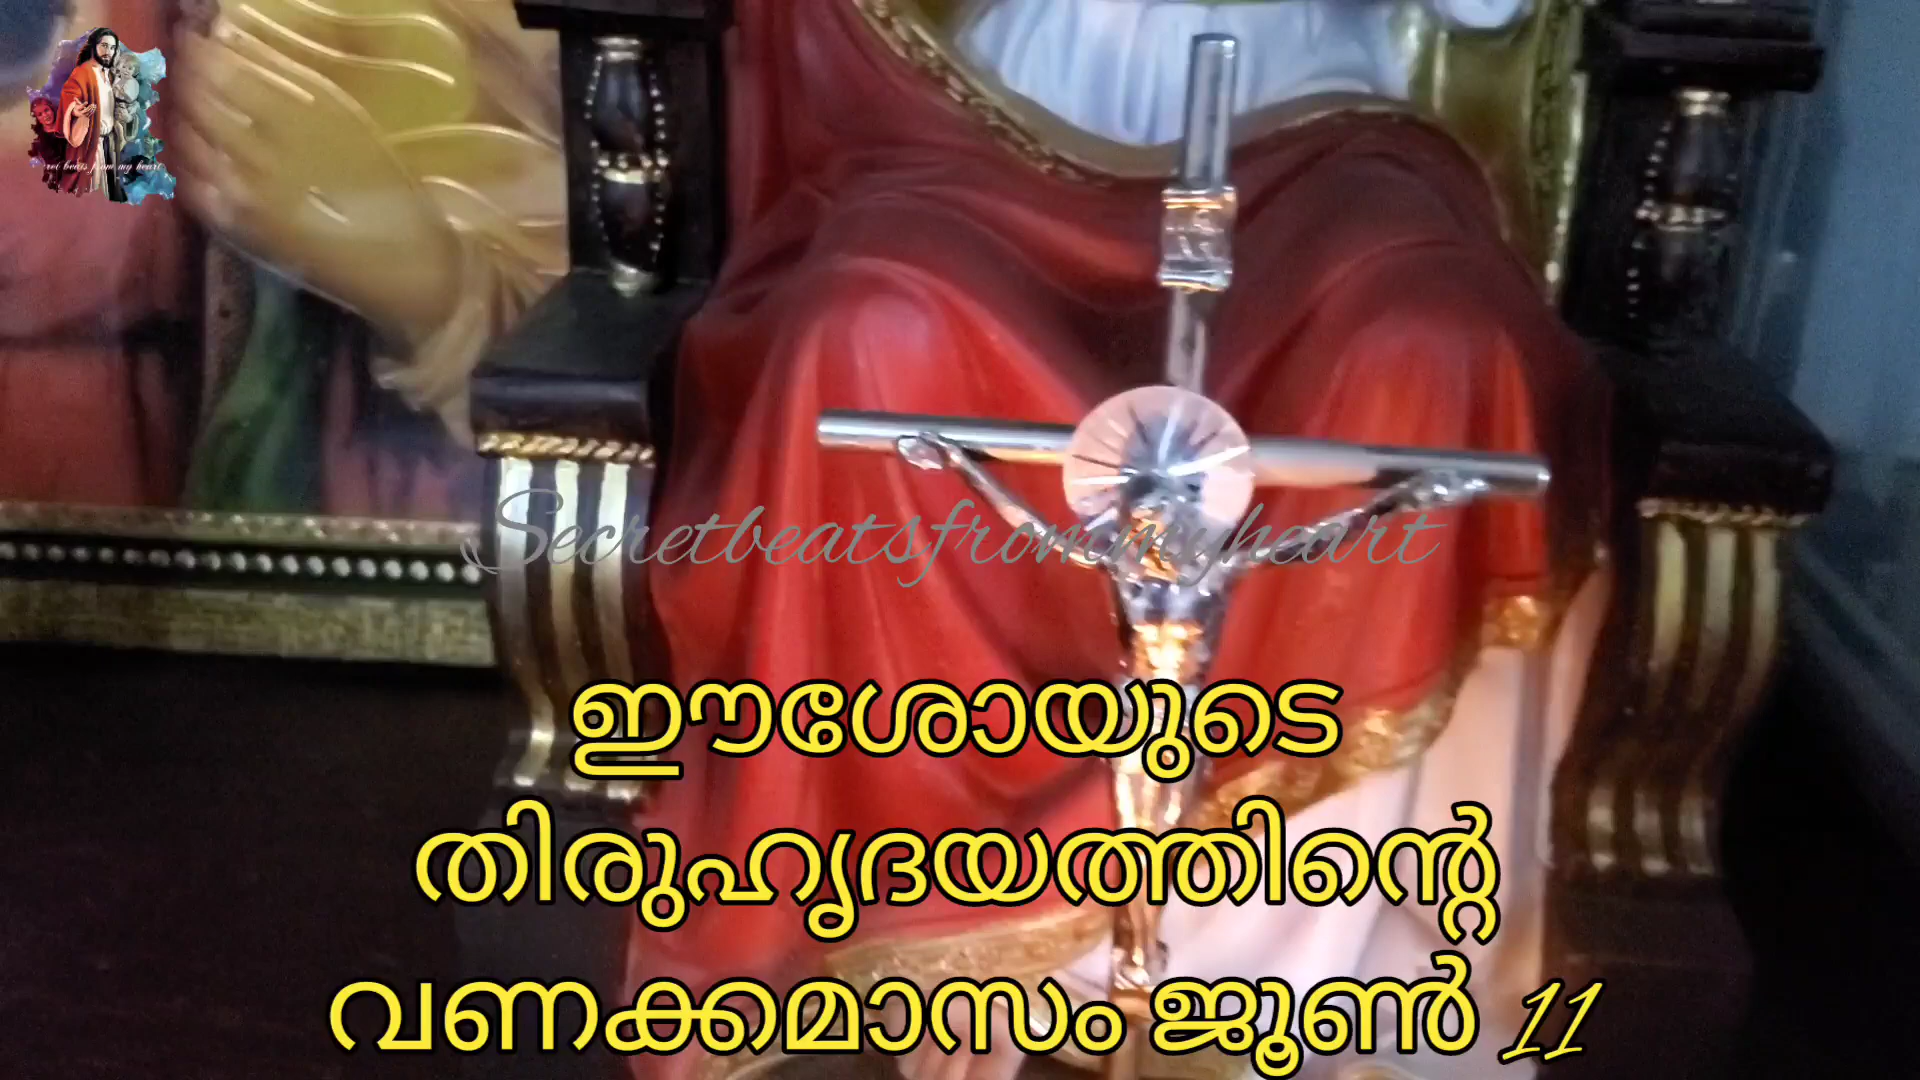 Secretbeatsfrommyheart
ഈശോയുടെ
തിരുഹൃദയത്തിന്റെ
വണക്കമാസം ജൂൺ 11